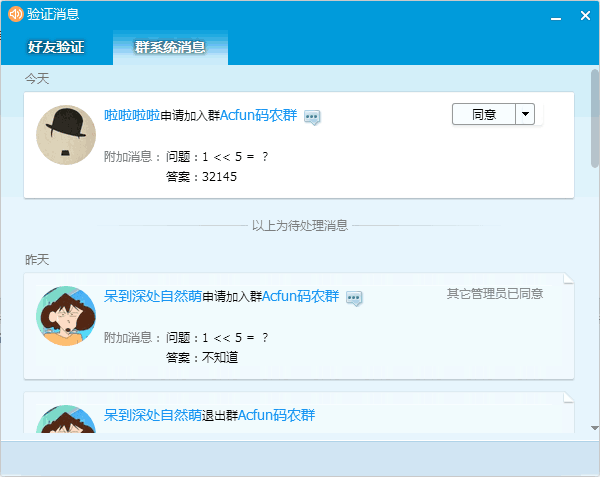 验证消息
好友验证 群系统消息
今天
啦啦啦啦申请加入群Acfun码农群
同意
附加消息：问题：1 << 5 = ？
答案：32145
以上为待处理消息
昨天
呆到深处自然萌申请加入群Acfun码农群
其它管理员已同意
附加消息：问题：1 << 5 = ？
答案：不知道
呆到深处自然萌退出群Acfun码农群